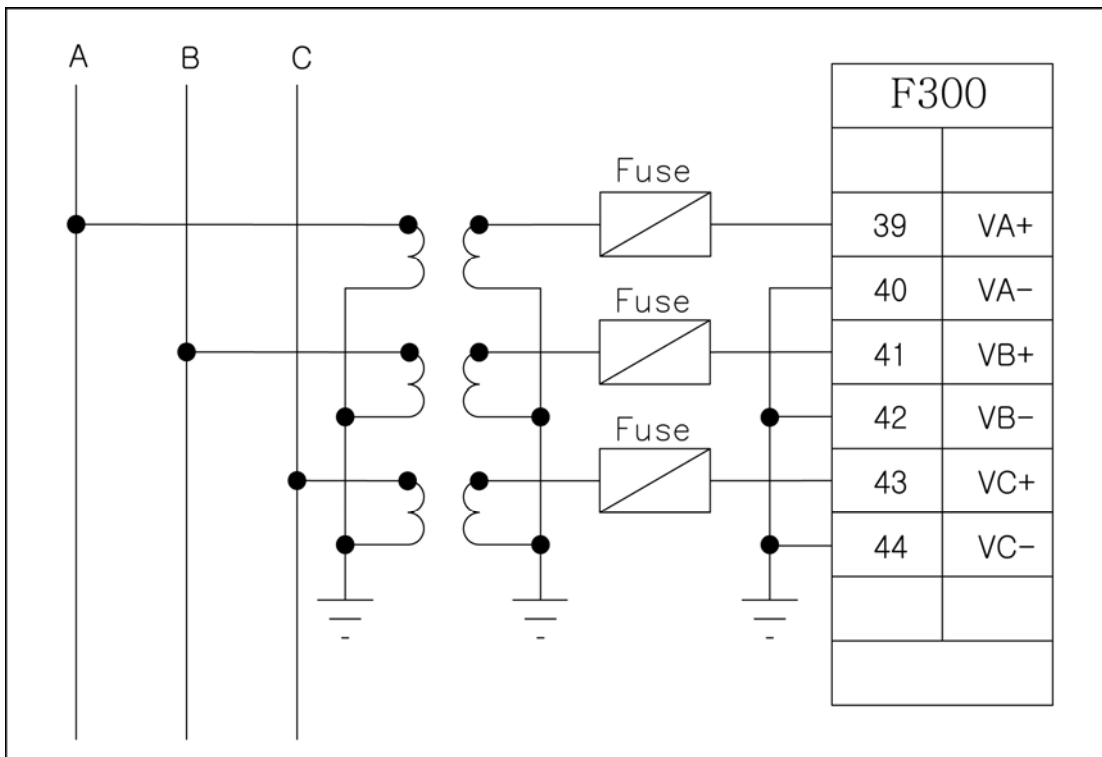 A B C
F300
Fuse
39 VA+
40 VA-
Fuse
41 VB+
42 VB-
Fuse
43 VC+
44 VC-